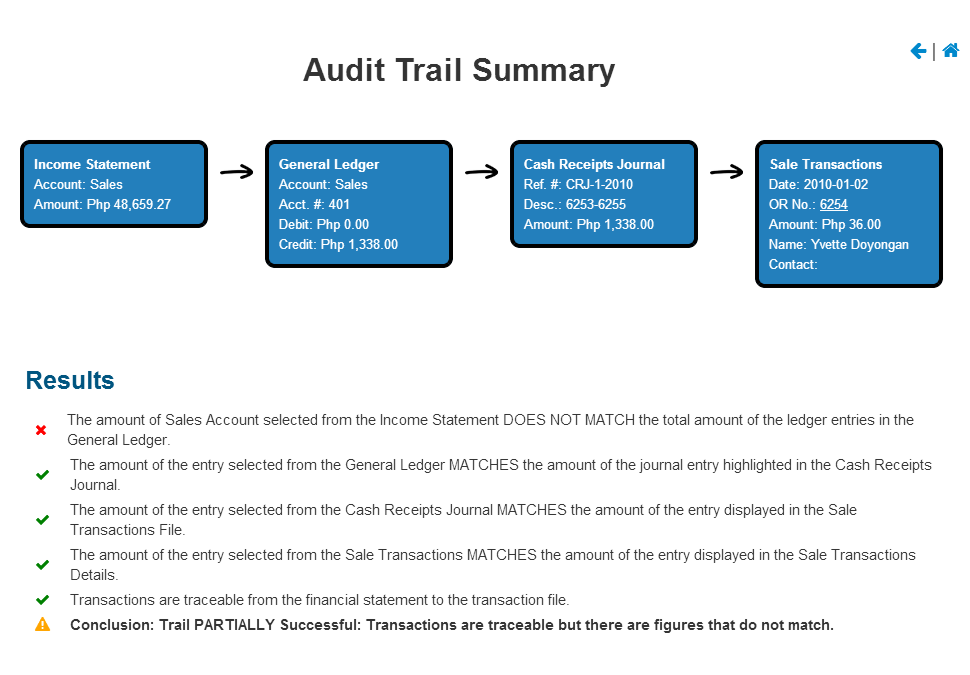 Audit Trail Summary
Income Statement
Account: Sales
Amount: Php 48,659.27
General Ledger
Account: Sales
Acct. #: 401
Debit: Php 0.00
Credit: Php 1,338.00
Cash Receipts Journal
Ref. #: CRJ-1-2010
Desc.: 6253-6255
Amount: Php 1,338.00
Sale Transactions
Date: 2010-01-02
OR No.: 6254
Amount: Php 36.00
Name: Yvette Doyongan
Contact:
Results
The amount of Sales Account selected from the Income Statement DOES NOT MATCH the total amount of the ledger entries in the
General Ledger.
The amount of the entry selected from the General Ledger MATCHES the amount of the journal entry highlighted in the Cash Receipts
Journal.
The amount of the entry selected from the Cash Receipts Journal MATCHES the amount of the entry displayed in the Sale
Transactions File.
The amount of the entry selected from the Sale Transactions MATCHES the amount of the entry displayed in the Sale Transactions
Details.
Transactions are traceable from the financial statement to the transaction file.
Conclusion: Trail PARTIALLY Successful: Transactions are traceable but there are figures that do not match.